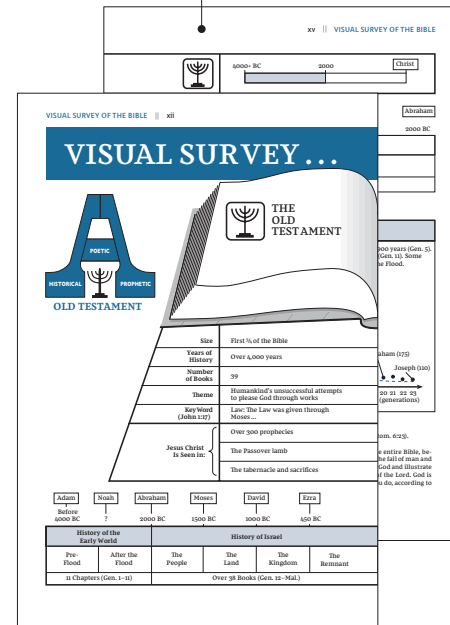 xv || VISUAL SURVEY OF THE BIBLE
4000+ BC
2000
Christ
Abraham
2000 BC
900 years (Gen. 5).
(Gen. 11). Some
he Flood.
aham (175)
Joseph (110)
20 21 22 23
(generations)
om. 6:23).
e entire Bible, be-
he fall of man and
God and illustrate
of the Lord. God is
u do, according to
VISUAL SURVEY OF THE BIBLE || xii
VISUAL SURVEY...
THE
OLD
TESTAMENT
POETIC
HISTORICAL
PROPHETIC
OLD TESTAMENT
Size
First ¾ of the Bible
Years of
History
Over 4,000 years
Number
of Books
39
Theme
Humankind's unsuccessful attempts
to please God through works
Key Word
(John 1:17)
Law: The Law was given through
Moses ...
Jesus Christ
Is Seen in:
Over 300 prophecies
The Passover lamb
The tabernacle and sacrifices
Adam
Noah
Abraham
Moses
David
Ezra
Before
4000 BC
?
2000 BC
1500 BC
1000 BC
450 BC
History of the
Early World
History of Israel
Pre-
Flood
After the
Flood
The
People
The
Land
The
Kingdom
The
Remnant
11 Chapters (Gen. 1–11)
Over 38 Books (Gen. 12–Mal.)